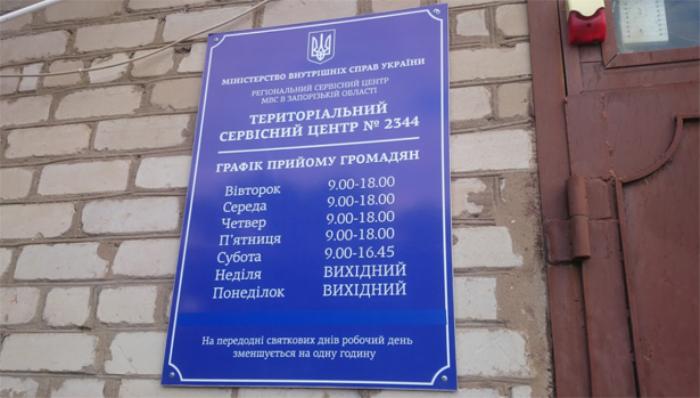 МІНІСТЕРСТВО ВНУТРІШНІХ СПРАВ УКРАЇНИ
РЕГІОНАЛЬНИЙ СЕРВІСНИЙ ЦЕНТР
МВС В ЗАПОРІЗЬКІЙ ОБЛАСТІ
ТЕРИТОРІАЛЬНИЙ
СЕРВІСНИЙ ЦЕНТР № 2344
ГРАФІК ПРИЙОМУ ГРОМАДЯН
Вівторок 9.00-18.00
Середа 9.00-18.00
Четвер 9.00-18.00
П'ятниця 9.00-18.00
Субота 9.00-16.45
Неділя ВИХІДНИЙ
Понеділок ВИХІДНИЙ
На передодні святкових днів робочий день
зменшується на одну годину